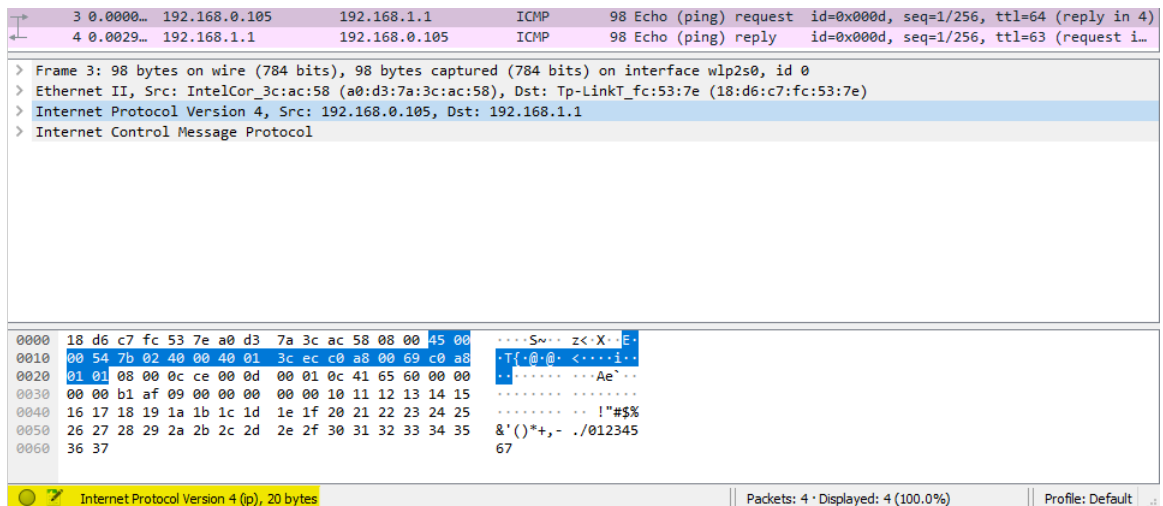 3 0.0000… 192.168.0.105 192.168.1.1 ICMP 98 Echo (ping) request id=0x000d, seq=1/256, ttl=64 (reply in 4)
4 0.0029… 192.168.1.1 192.168.0.105 ICMP 98 Echo (ping) reply id=0x000d, seq=1/256, ttl=63 (request i…
> Frame 3: 98 bytes on wire (784 bits), 98 bytes captured (784 bits) on interface wlp2s0, id 0
> Ethernet II, Src: IntelCor_3c:ac:58 (a0:d3:7a:3c:ac:58), Dst: Tp-LinkT_fc:53:7e (18:d6:c7:fc:53:7e)
> Internet Protocol Version 4, Src: 192.168.0.105, Dst: 192.168.1.1
> Internet Control Message Protocol
0000 18 d6 c7 fc 53 7e a0 d3 7a 3c ac 58 08 00 45 00 ····S~·· z<·X··E·
0010 00 54 7b 02 40 00 40 01 3c ec c0 a8 00 69 c0 a8 ·T{·@·@· <····i··
0020 01 01 08 00 0c ce 00 0d 00 01 0c 41 65 60 00 00 ········ ···Ae`··
0030 00 00 b1 af 09 00 00 00 00 00 10 11 12 13 14 15 ········ ········
0040 16 17 18 19 1a 1b 1c 1d 1e 1f 20 21 22 23 24 25 ········ ·· !"#$%
0050 26 27 28 29 2a 2b 2c 2d 2e 2f 30 31 32 33 34 35 &'()*+,- ./012345
0060 36 37 67
Internet Protocol Version 4 (ip), 20 bytes Packets: 4 · Displayed: 4 (100.0%) Profile: Default